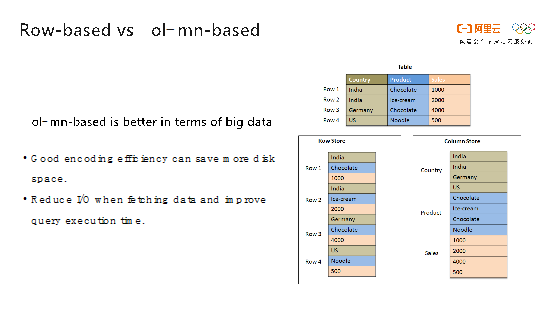 Row-based vs ol-mn-based
阿里云
ol-mn-based is better in terms of big data
• Good encoding efficiency can save more disk
space.
• Reduce I/O when fetching data and improve
query execution time.
Table
Country Product Sales
Row 1 India Chocolate 1000
Row 2 India Ice-cream 2000
Row 3 Germany Chocolate 4000
Row 4 US Noodle 500
Row Store
Row 1
India
Chocolate
1000
Row 2
India
Ice-cream
2000
Row 3
Germany
Chocolate
4000
Row 4
US
Noodle
500
Column Store
Country
India
India
Germany
US
Product
Chocolate
Ice-cream
Chocolate
Noodle
Sales
1000
2000
4000
500